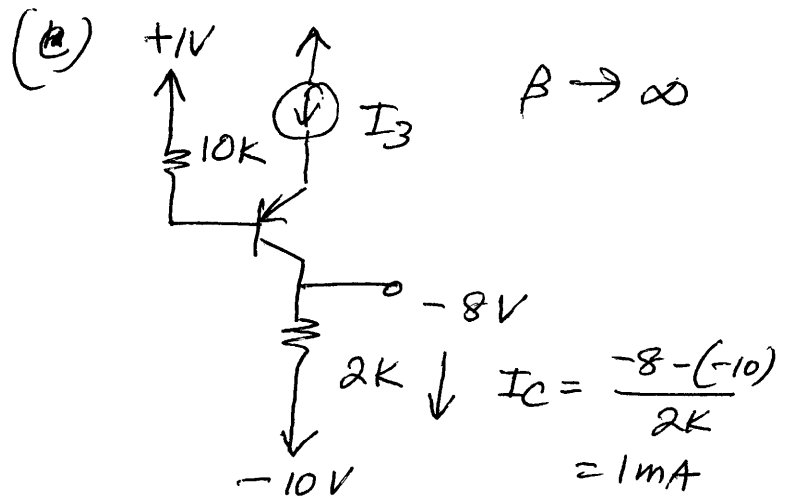 +1V
I3
β → ∞
10K
-8V
2K
IC = -8-(-10)
2K
= 1mA
-10V